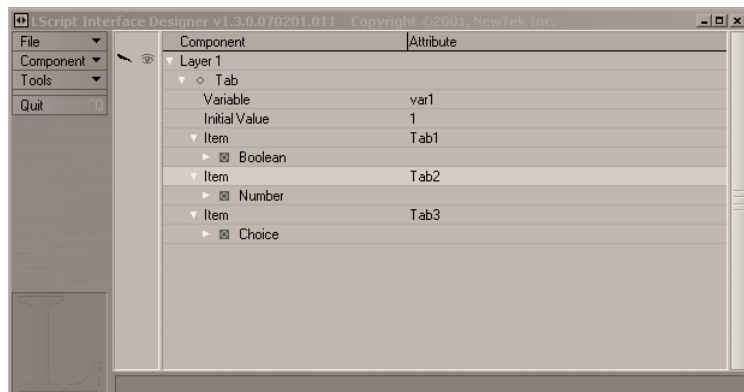 LScript Interface Designer v1.3.0.070201.011 Copyright ©2001, NewTek Inc.
File
Component
Tools
Quit ^Q
Component Attribute
Layer 1
Tab
Variable var1
Initial Value 1
Item Tab1
Boolean
Item Tab2
Number
Item Tab3
Choice
L